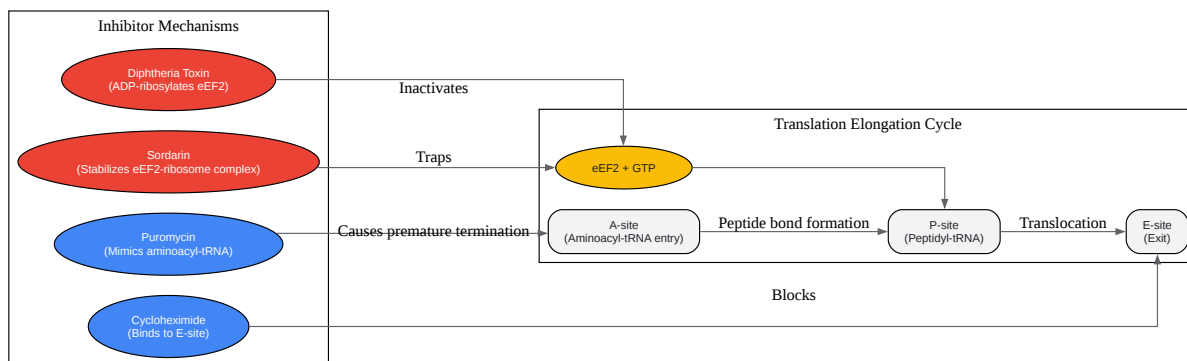 Inhibitor Mechanisms
Diphtheria Toxin
(ADP-ribosylates eEF2)
Inactivates
Translation Elongation Cycle
Sordarin
(Stabilizes eEF2-ribosome complex)
Traps
eEF2 + GTP
Puromycin
(Mimics aminoacyl-tRNA)
Causes premature termination
A-site
(Aminoacyl-tRNA entry)
Peptide bond formation
P-site
(Peptidyl-tRNA)
Translocation
E-site
(Exit)
Blocks
Cycloheximide
(Binds to E-site)